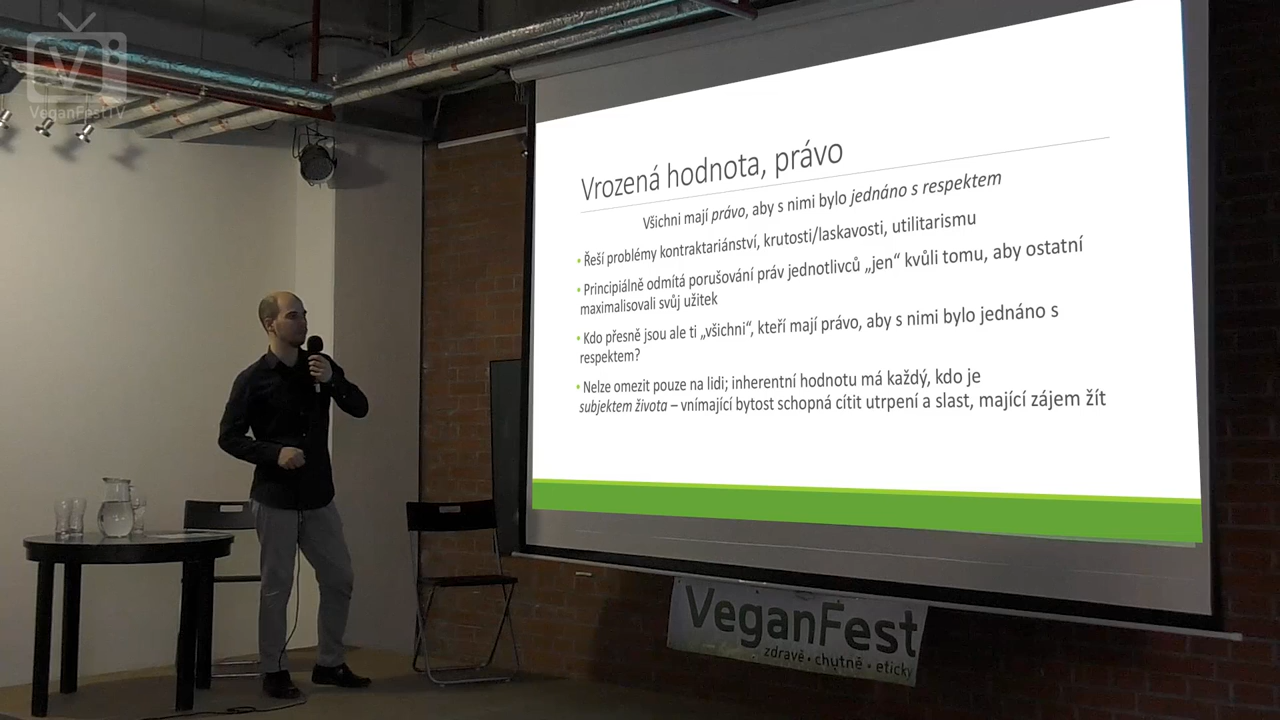 VeganFestTV
Vrozená hodnota, právo
Všichni mají právo, aby s nimi bylo jednáno s respektem
• Řeší problémy kontraktariánství, krutosti/laskavosti, utilitarismu
• Principiálně odmítá porušování práv jednotlivců „jen“ kvůli tomu, aby ostatní
maximalisovali svůj užitek
• Kdo přesně jsou ale ti „všichni“, kteří mají právo, aby s nimi bylo jednáno s
respektem?
• Nelze omezit pouze na lidi; inherentní hodnotu má každý, kdo je
subjektem života – vnímající bytost schopná cítit utrpení a slast, mající zájem žít
VeganFest
zdravě • chutně • eticky